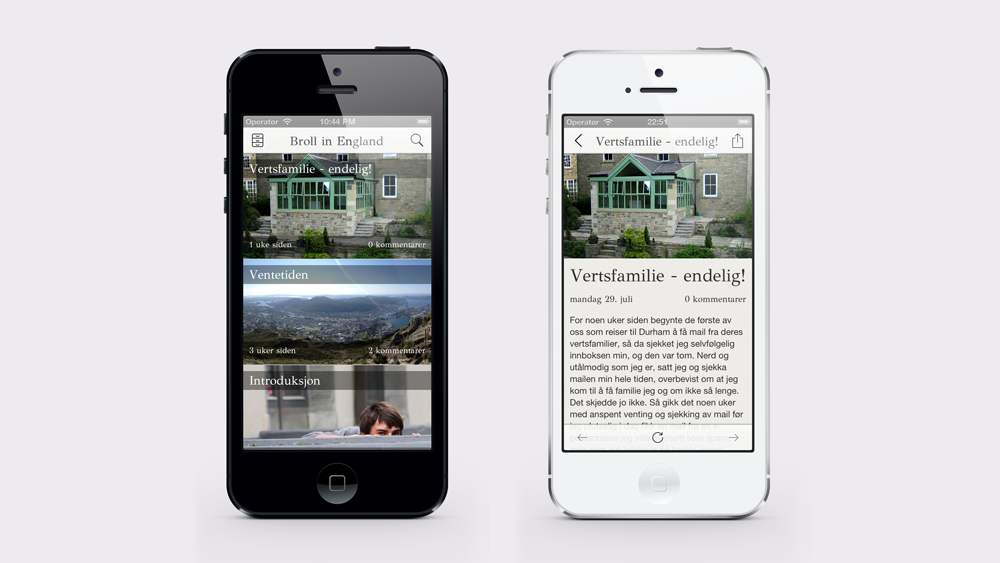 Operatør 10:44 PM
Broll in England
Vertsfamilie - endelig!
1 uke siden 0 kommentarer
Ventetiden
3 uker siden 2 kommentarer
Introduksjon
Operatør 22:51
Vertsfamilie - endelig!
Vertsfamilie - endelig!
mandag 29. juli 0 kommentarer
For noen uker siden begynte de første av
oss som reiser til Durham å få mail fra deres
vertsfamilier, så da sjekket jeg selvfølgelig
innboksen min, og den var tom. Nerd og
utålmodig som jeg er, satt jeg og sjekka
mailen min hele tiden, overbevist om at jeg
kom til å få familie jeg og om ikke så lenge.
Det skjedde jo ikke. Så gikk det noen uker
med anspent venting og sjekking av mail før